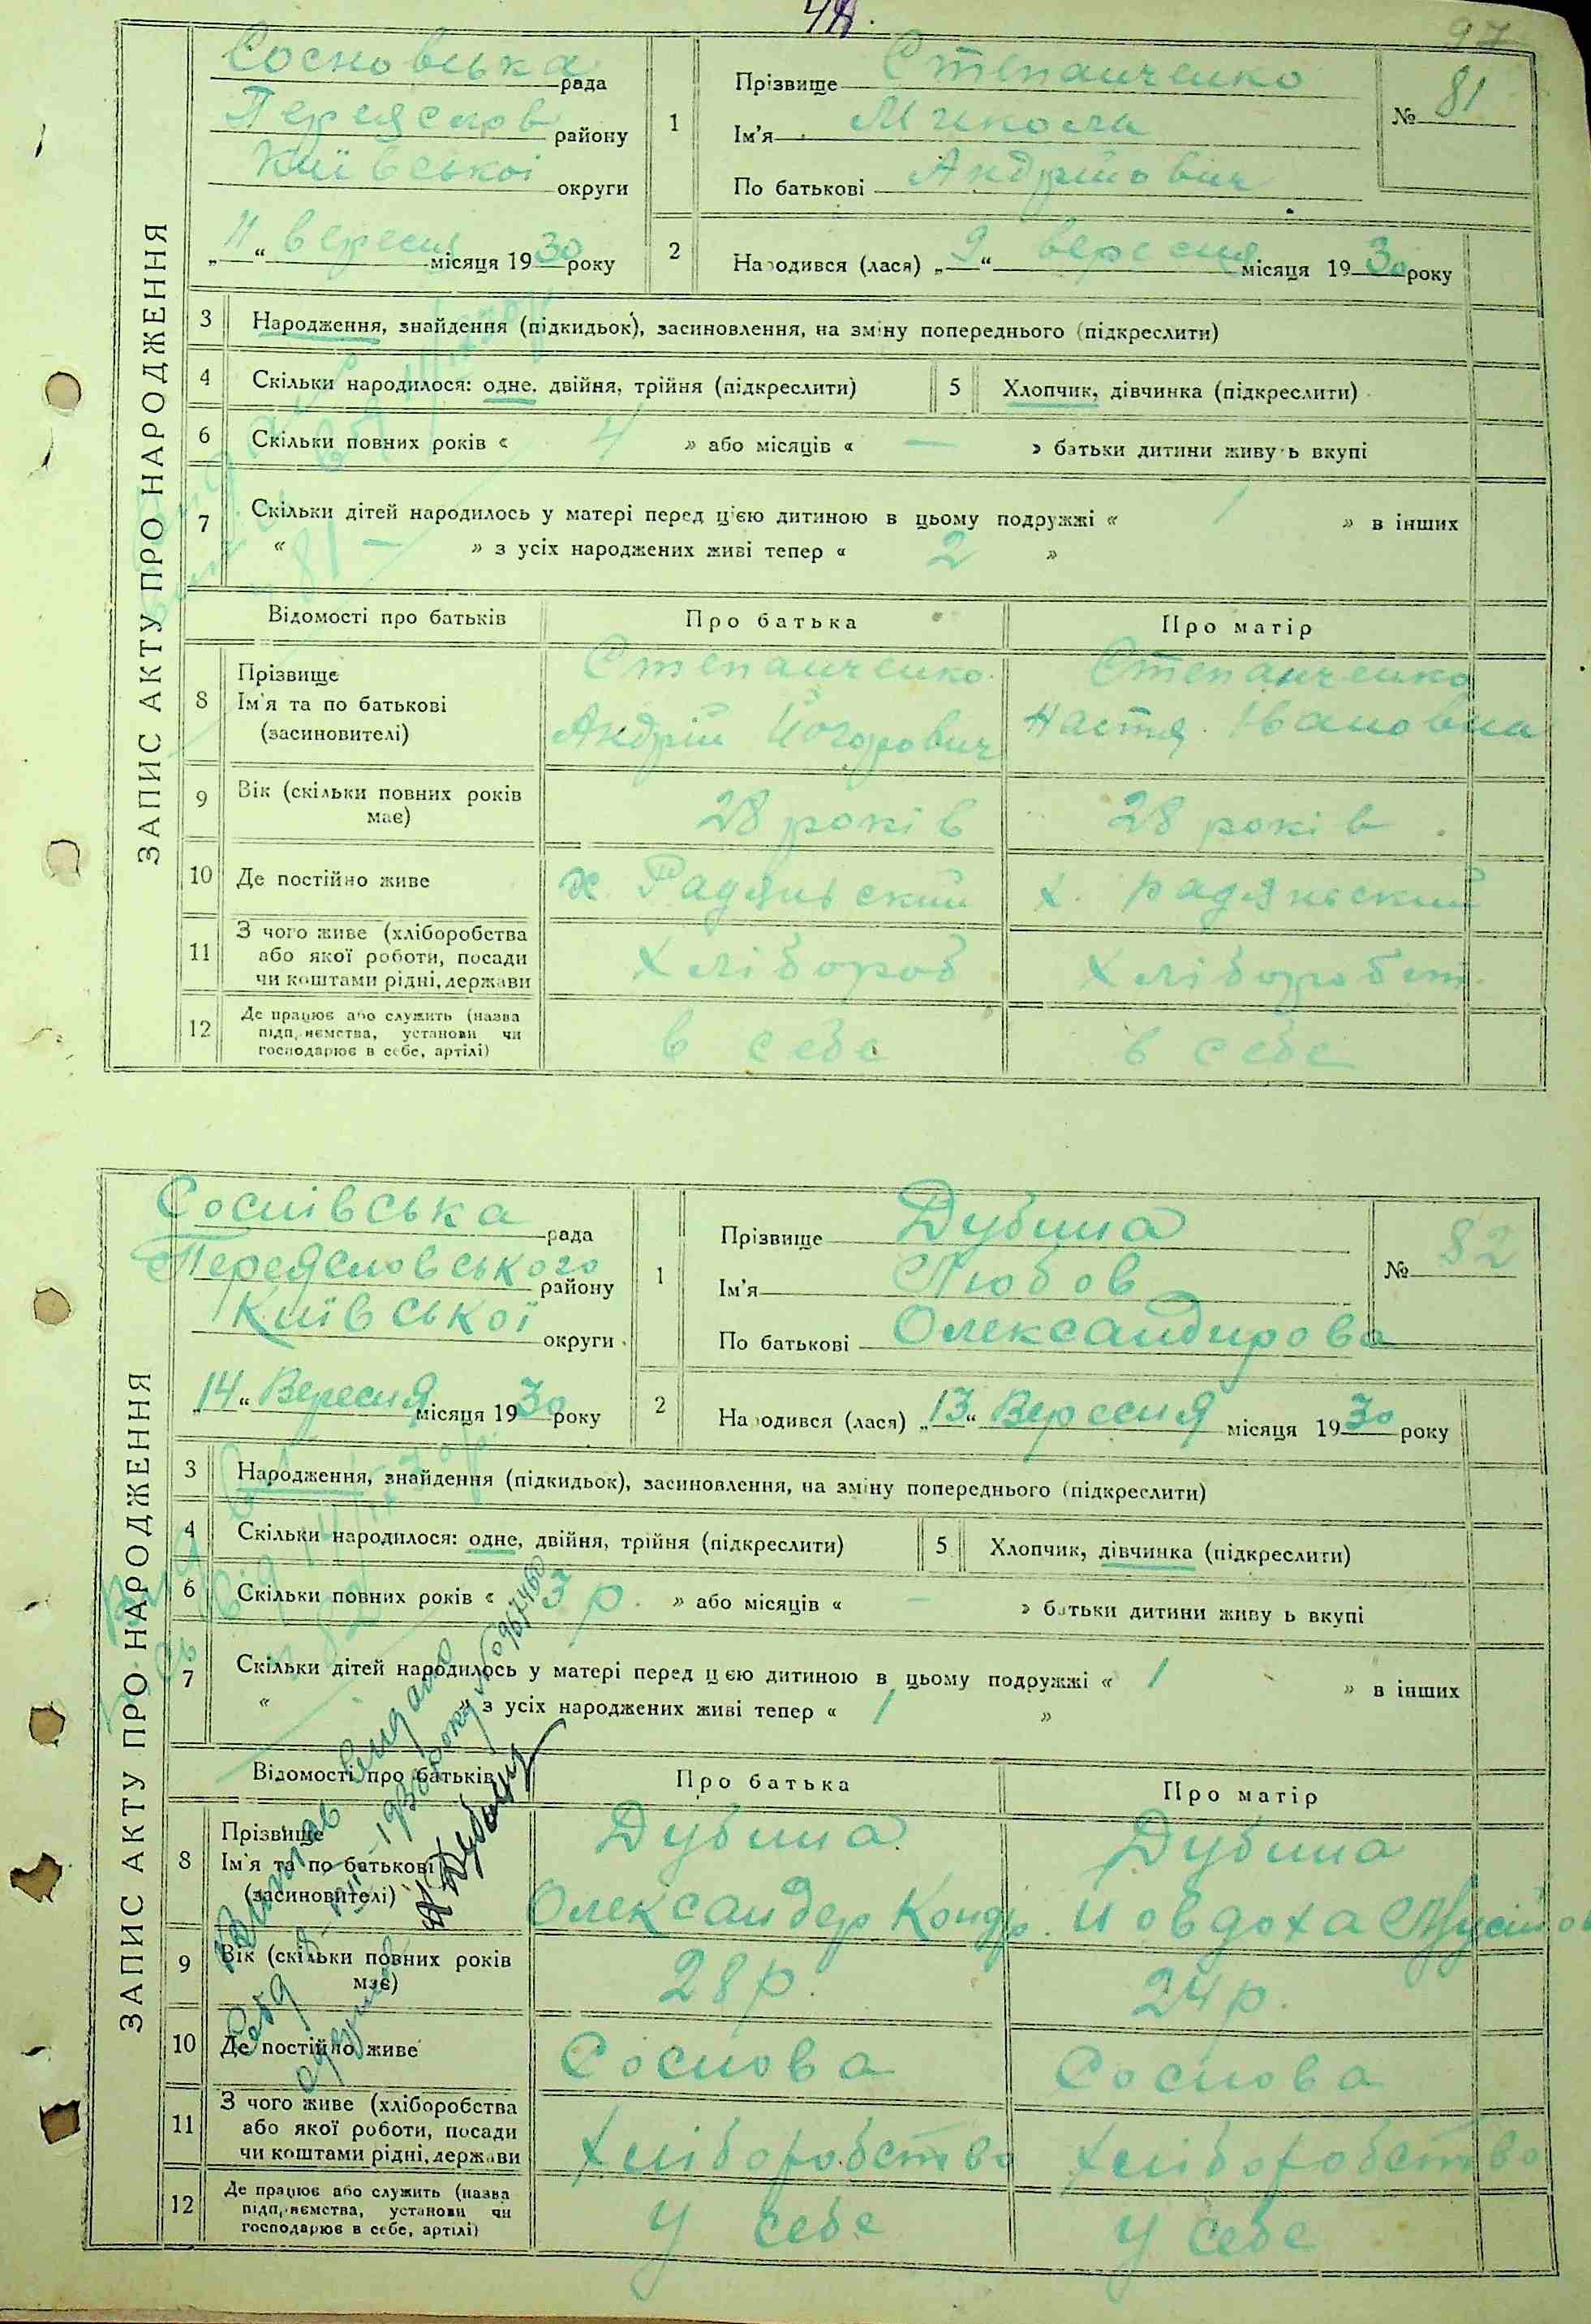 48.
97
ЗАПИС АКТУ ПРО НАРОДЖЕННЯ
Сосновська рада
Переяслов району
Київської округи
„11“ вересня місяця 1930 року
1
Прізвище Степанченко
Ім'я Микола
По батькові Андрійович
№ 81
2
Народився (лася) „9“ вересня місяця 1930 року
3 Народження, знайдення (підкидьок), засиновлення, на зміну попереднього (підкреслити)
4 Скільки народилося: одне, двійня, трійня (підкреслити) 5 Хлопчик, дівчинка (підкреслити)
6 Скільки повних років « 4 » або місяців « — » батьки дитини живуть вкупі
7 Скільки дітей народилось у матері перед цією дитиною в цьому подружжі « 1 » в інших
« » з усіх народжених живі тепер « 2 »
Відомості про батьків Про батька Про матір
8 Прізвище Степанченко Степанченко
Ім'я та по батькові Андрій Йогорович Настя Івановна
(засиновителі)
9 Вік (скільки повних років має) 28 років 28 років
10 Де постійно живе х. Радянський х. радянський
11 З чого живе (хліборобства
або якої роботи, посади Хлібороб Хліборобст.
чи коштами рідні, держави
12 Де працює або служить (назва
підприємства, установи чи в себе в себе
господарює в себе, артілі)
ЗАПИС АКТУ ПРО НАРОДЖЕННЯ
Соснівська рада
Переясловського району
Київської округи
„14“ Вересня місяця 1930 року
1
Прізвище Дубина
Ім'я Любов
По батькові Олександирова
№ 82
2
Народився (лася) „13“ Вересня місяця 1930 року
3 Народження, знайдення (підкидьок), засиновлення, на зміну попереднього (підкреслити)
4 Скільки народилося: одне, двійня, трійня (підкреслити) 5 Хлопчик, дівчинка (підкреслити)
6 Скільки повних років « 3 р. » або місяців « — » батьки дитини живуть вкупі
7 Скільки дітей народилось у матері перед цією дитиною в цьому подружжі « 1 » в інших
« » з усіх народжених живі тепер « 1 »
Відомості про батьків Про батька Про матір
8 Прізвище Дубина Дубина
Ім'я та по батькові Олександер Кондр. Иовдоха
(засиновителі)
9 Вік (скільки повних років має) 28 р. 24 р.
10 Де постійно живе Соснова Соснова
11 З чого живе (хліборобства
або якої роботи, посади Хліборобство Хліборобство
чи коштами рідні, держави
12 Де працює або служить (назва
підприємства, установи чи У себе У себе
господарює в себе, артілі)